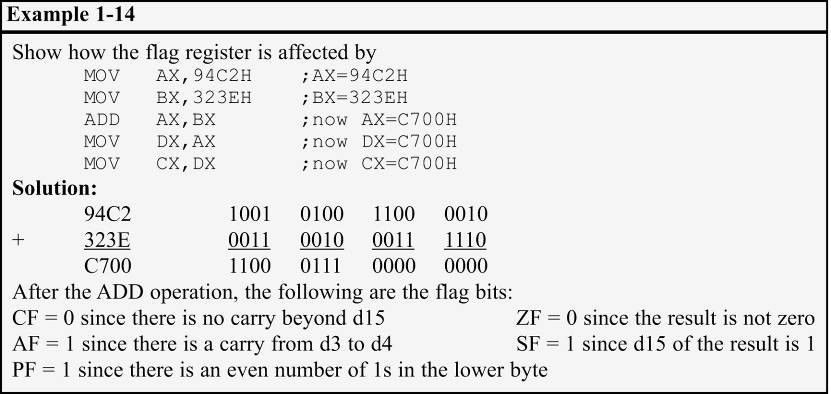 Example 1-14
Show how the flag register is affected by
MOV AX,94C2H ;AX=94C2H
MOV BX,323EH ;BX=323EH
ADD AX,BX ;now AX=C700H
MOV DX,AX ;now DX=C700H
MOV CX,DX ;now CX=C700H
Solution:
94C2 1001 0100 1100 0010
+ 323E 0011 0010 0011 1110
C700 1100 0111 0000 0000
After the ADD operation, the following are the flag bits:
CF = 0 since there is no carry beyond d15 ZF = 0 since the result is not zero
AF = 1 since there is a carry from d3 to d4 SF = 1 since d15 of the result is 1
PF = 1 since there is an even number of 1s in the lower byte